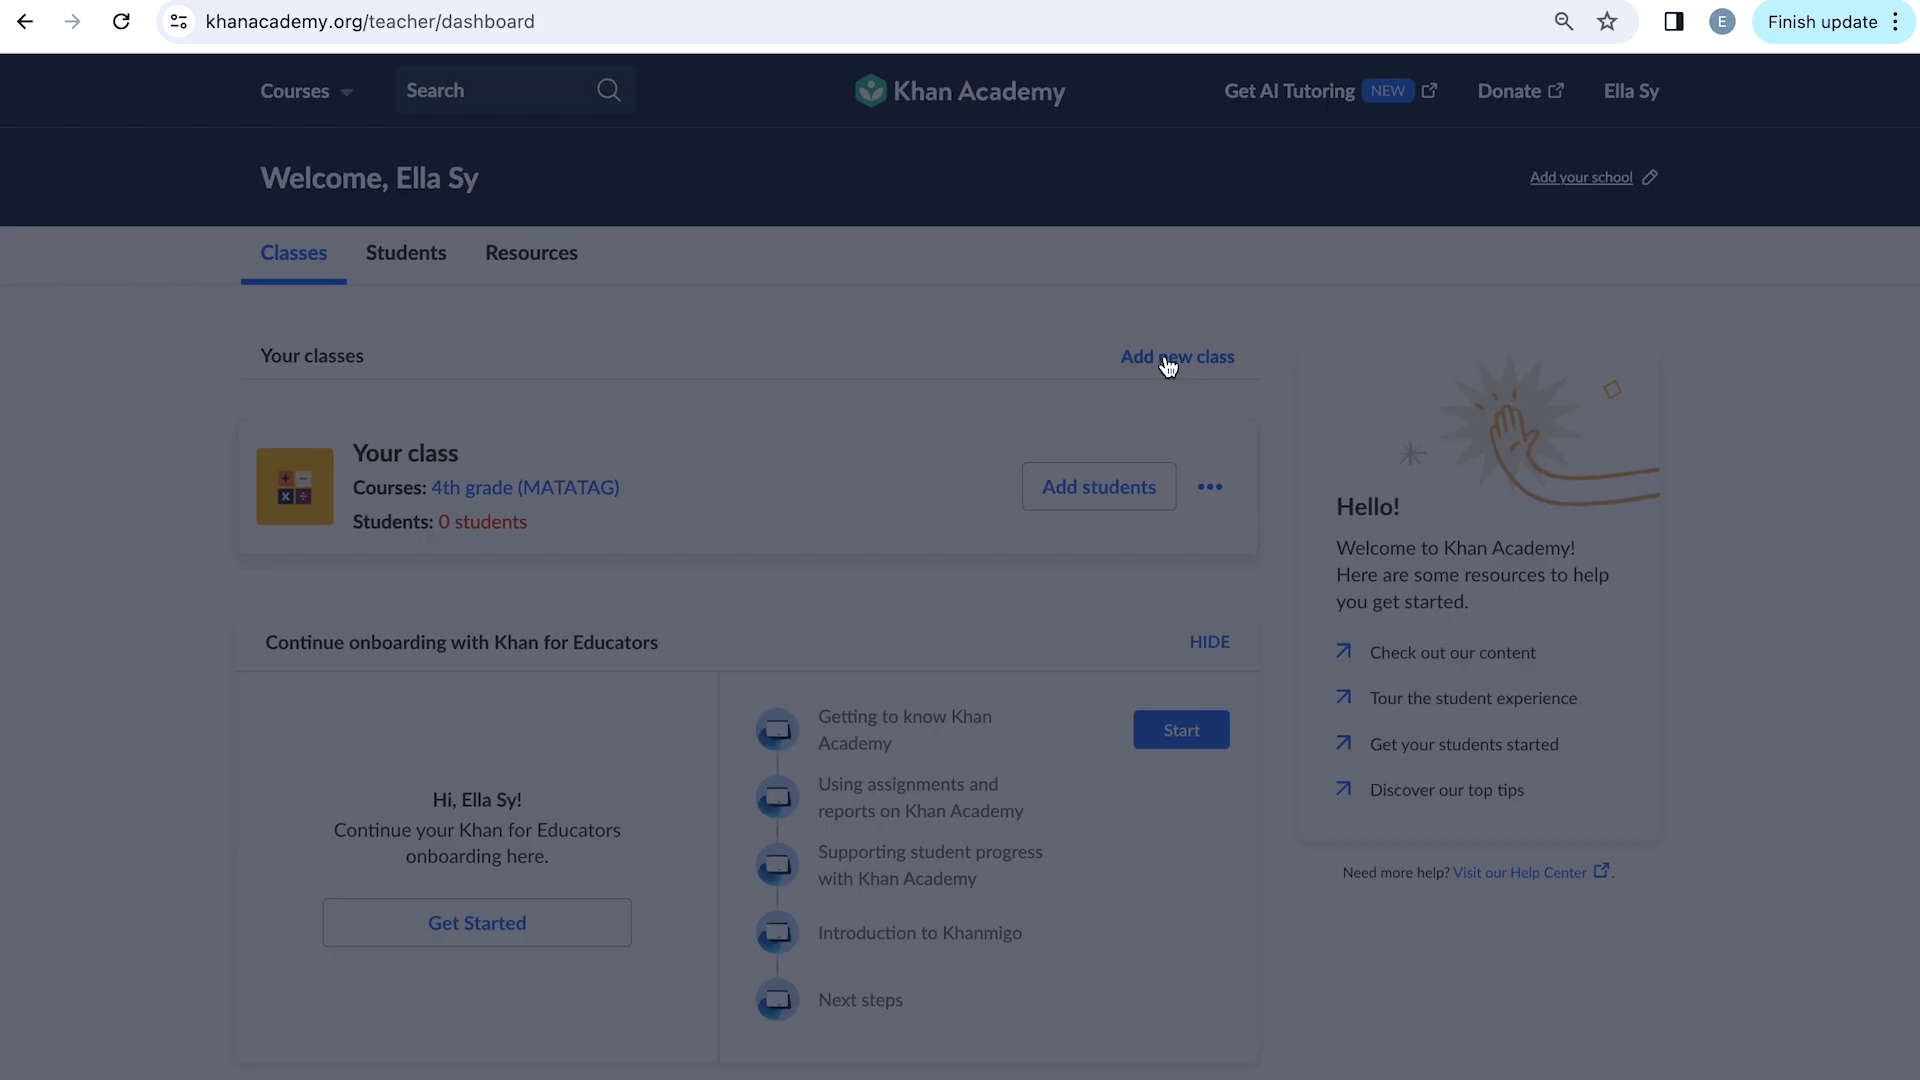 khanacademy.org/teacher/dashboard
E
Finish update
Courses
Search
Khan Academy
Get AI Tutoring NEW
Donate
Ella Sy
Welcome, Ella Sy
Add your school
Classes
Students
Resources
Your classes
Add new class
Your class
Courses: 4th grade (MATATAG)
Students: 0 students
Add students
Continue onboarding with Khan for Educators
HIDE
Hi, Ella Sy!
Continue your Khan for Educators
onboarding here.
Get Started
Getting to know Khan
Academy
Start
Using assignments and
reports on Khan Academy
Supporting student progress
with Khan Academy
Introduction to Khanmigo
Next steps
Hello!
Welcome to Khan Academy!
Here are some resources to help
you get started.
Check out our content
Tour the student experience
Get your students started
Discover our top tips
Need more help? Visit our Help Center.